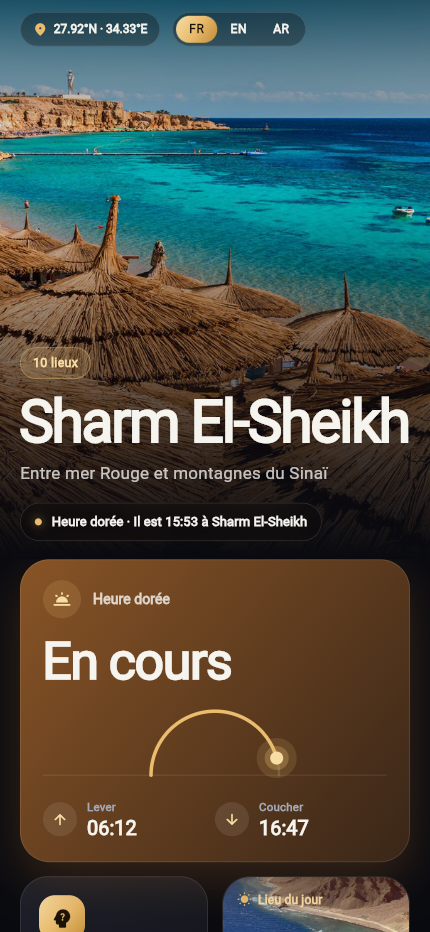 27.92°N · 34.33°E
FR EN AR
10 lieux
Sharm El-Sheikh
Entre mer Rouge et montagnes du Sinaï
Heure dorée · Il est 15:53 à Sharm El-Sheikh
Heure dorée
En cours
Lever
06:12
Coucher
16:47
Lieu du jour